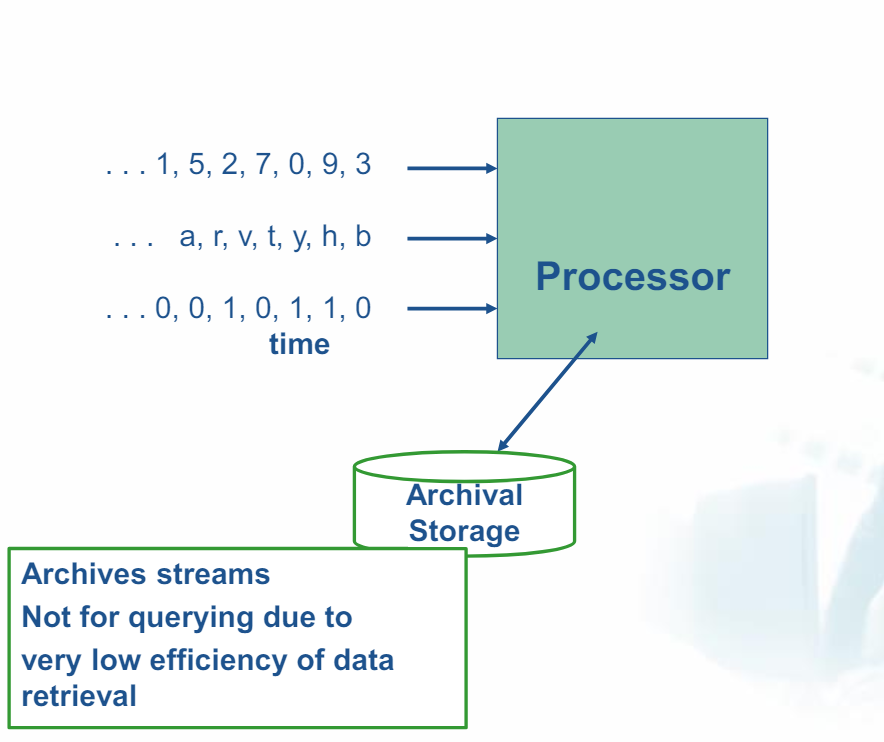 . . . 1, 5, 2, 7, 0, 9, 3
. . . a, r, v, t, y, h, b
. . . 0, 0, 1, 0, 1, 1, 0
time
Processor
Archival
Storage
Archives streams
Not for querying due to
very low efficiency of data
retrieval